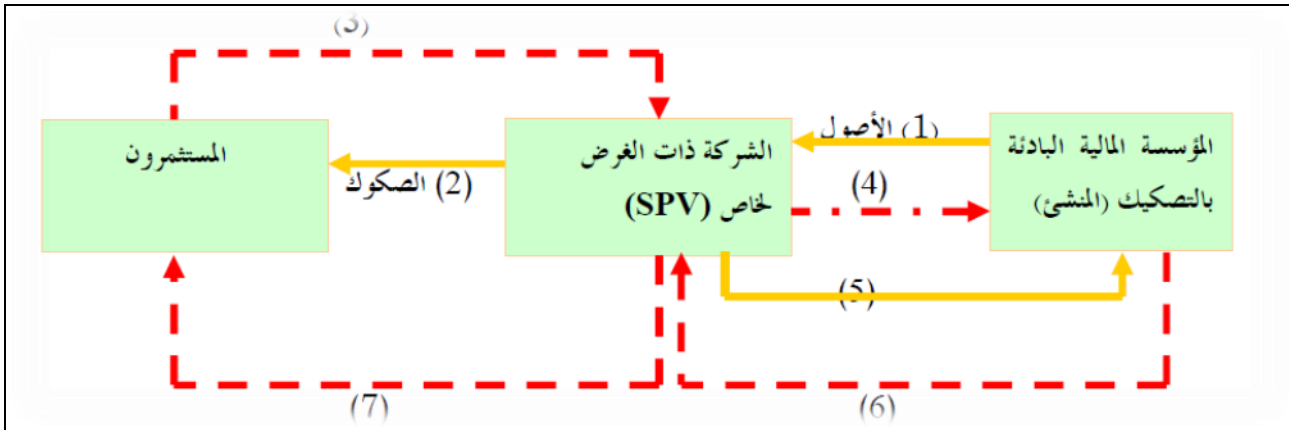 (3)
(1) الأصول
المؤسسة المالية البادئة
بالتصكيك (المنشئ)
الشركة ذات الغرض
لخاص (SPV)
المستثمرون
(2) الصكوك
(4)
(5)
(6)
(7)